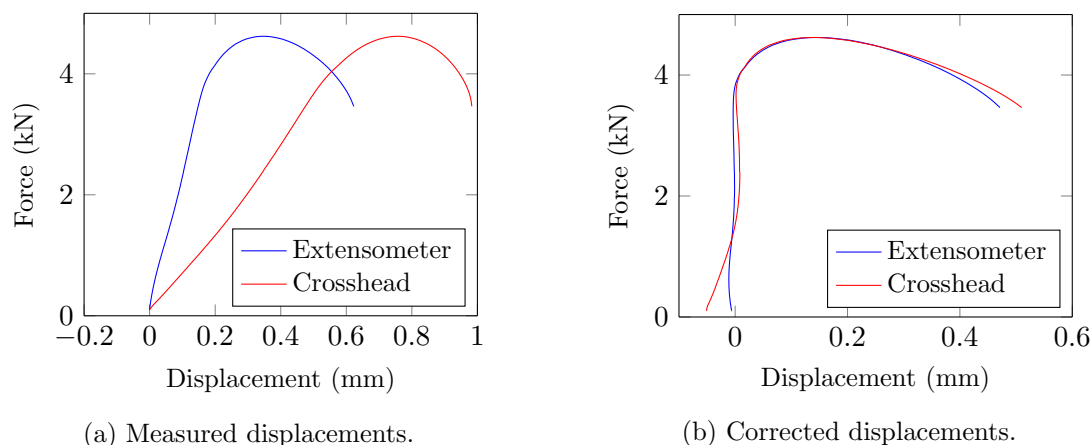 4
2
0
Force (kN)
Extensometer
Crosshead
−0.2 0 0.2 0.4 0.6 0.8 1
Displacement (mm)
(a) Measured displacements.
4
2
0
Force (kN)
Extensometer
Crosshead
0 0.2 0.4 0.6
Displacement (mm)
(b) Corrected displacements.